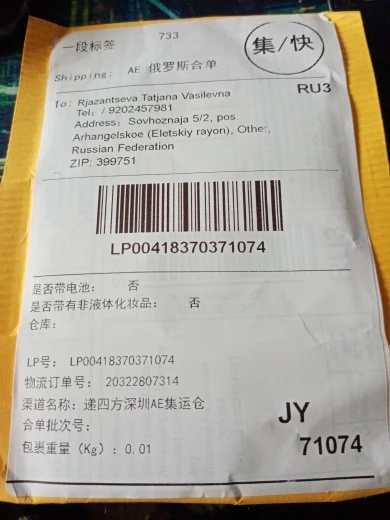 一段标签
733
集/快
Shipping: AE 俄罗斯合单
RU3
To: Rjazantseva Tatjana Vasilevna
Tel: / 9202457981
Address: Sovhoznaja 5/2, pos.
Arhangelskoe (Eletskiy rayon), Other,
Russian Federation
ZIP: 399751
LP00418370371074
是否带电池: 否
是否带有非液体化妆品: 否
仓库:
LP号: LP00418370371074
物流订单号: 20322807314
渠道名称: 递四方深圳AE集运仓
合单批次号:
包裹重量（Kg）: 0.01
JY
71074